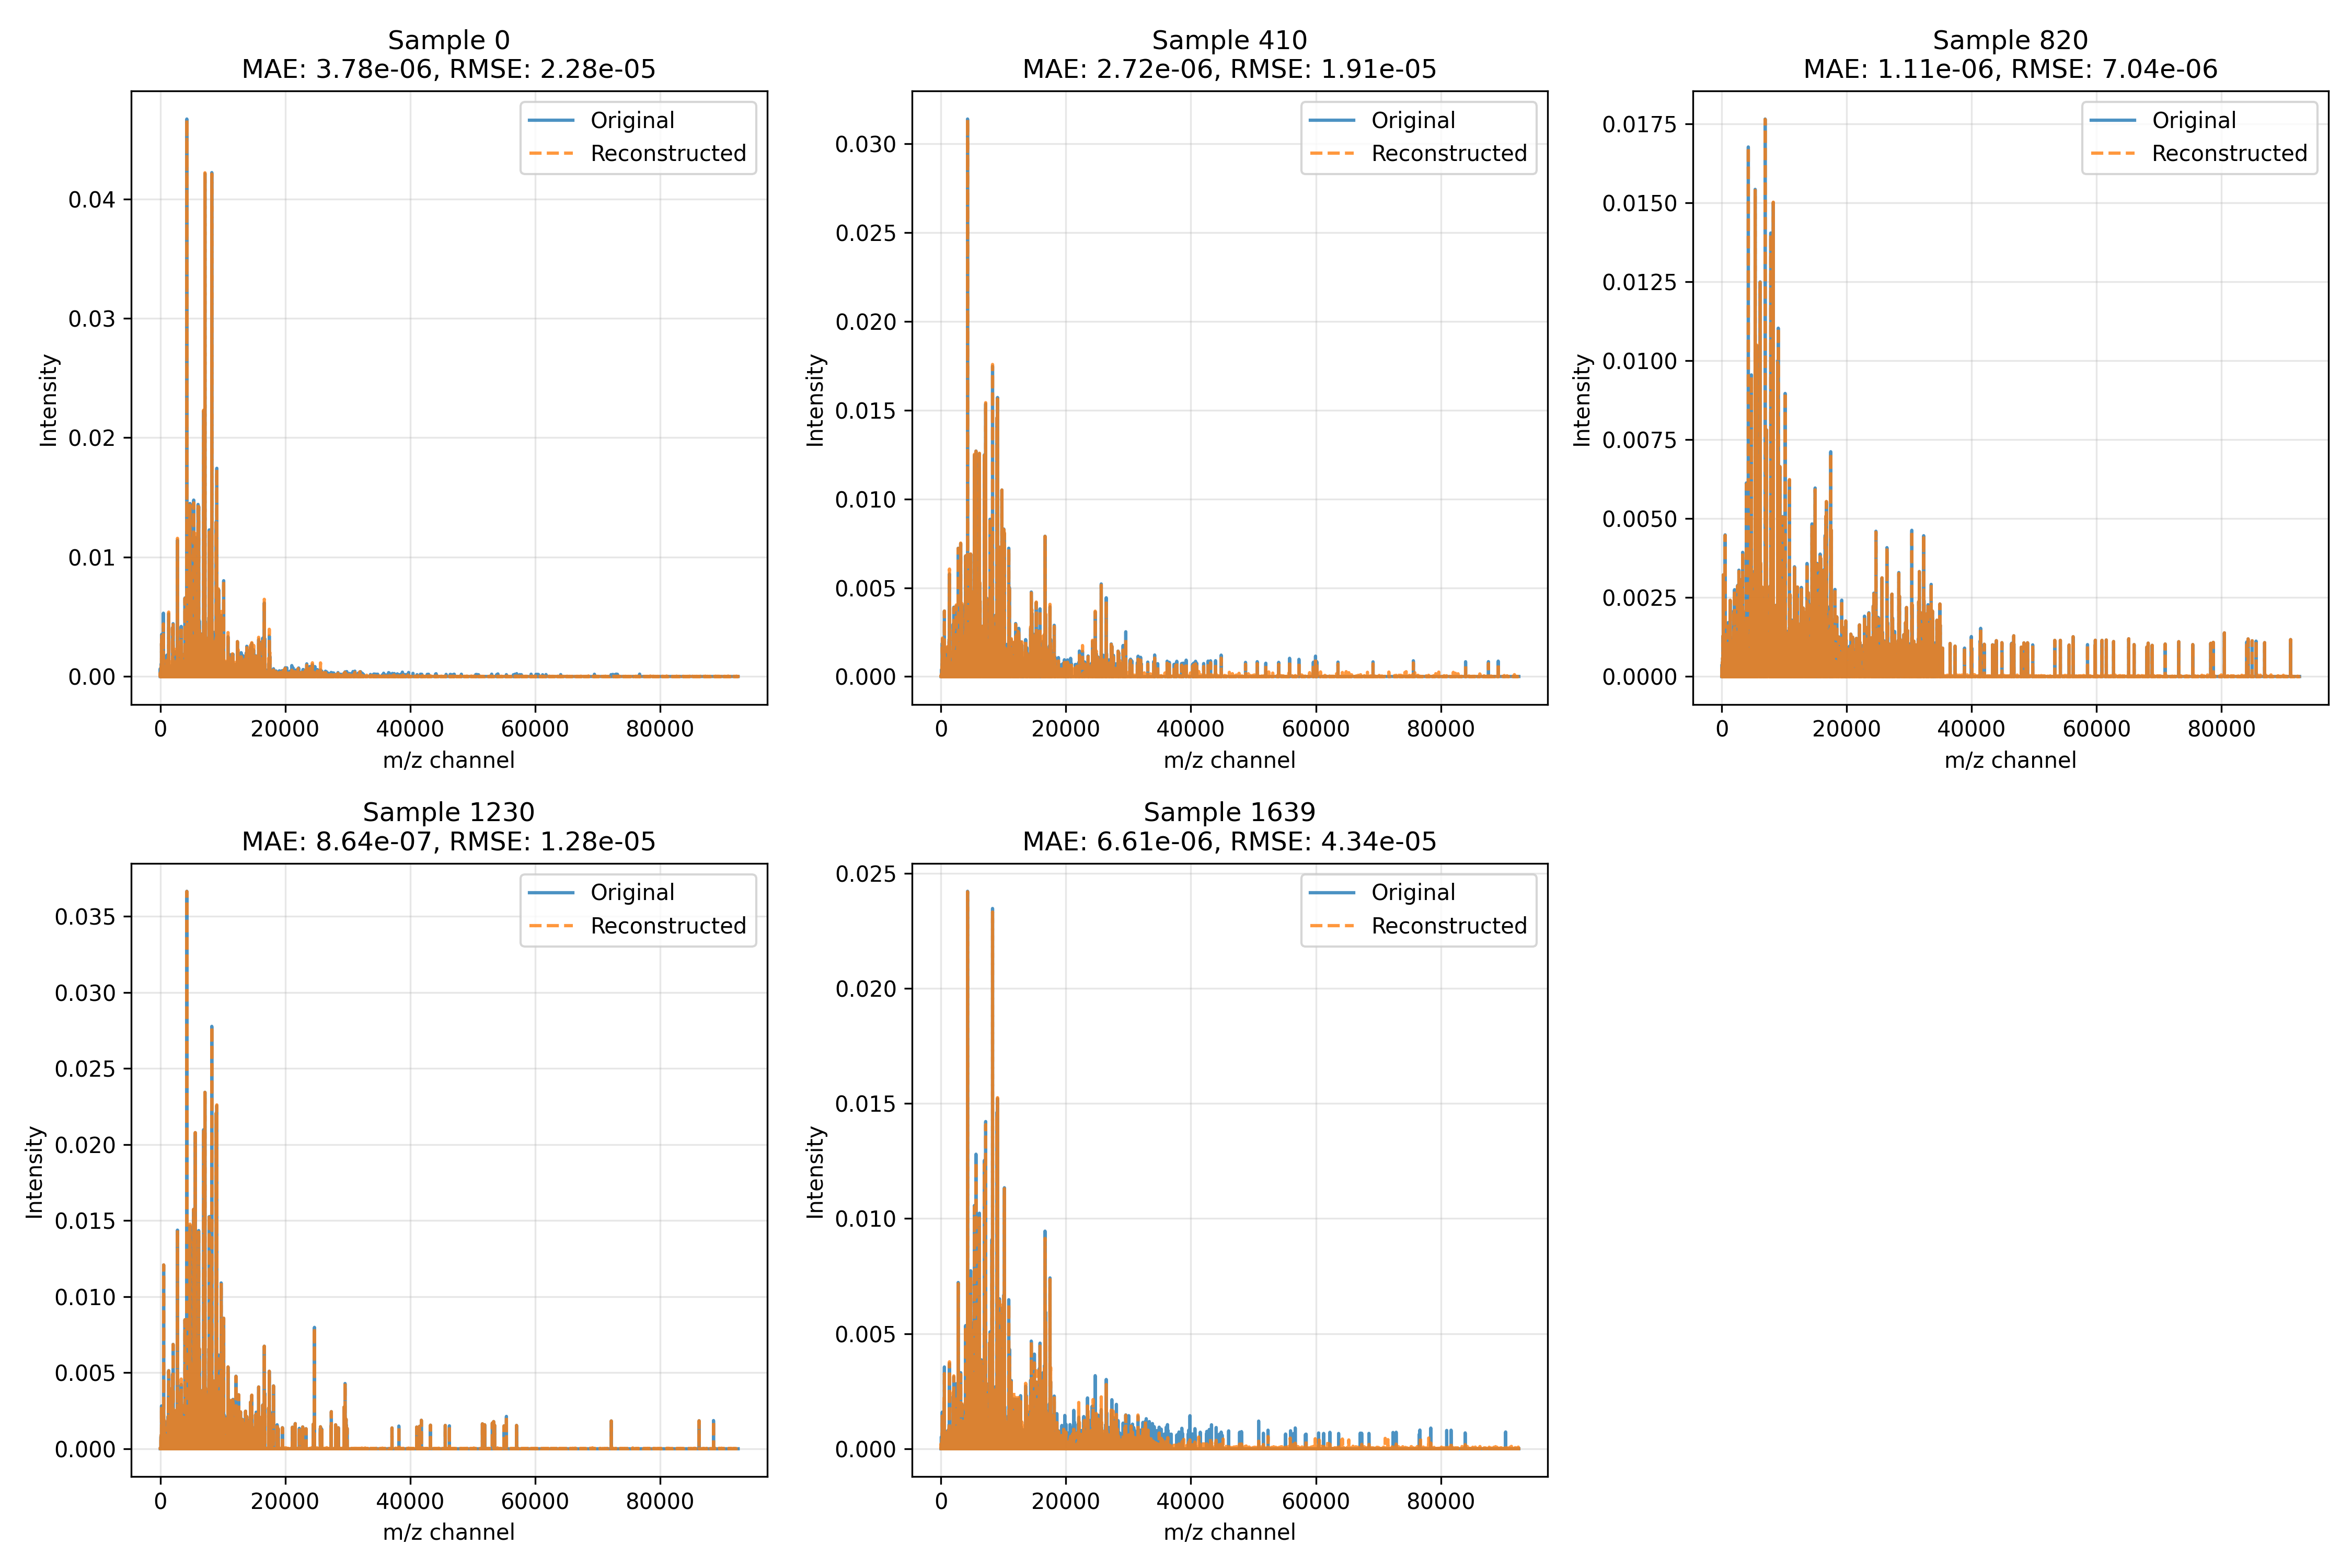 Sample 0
MAE: 3.78e-06, RMSE: 2.28e-05
Original
Reconstructed
Intensity
0.04
0.03
0.02
0.01
0.00
0 20000 40000 60000 80000
m/z channel
Sample 410
MAE: 2.72e-06, RMSE: 1.91e-05
Original
Reconstructed
Intensity
0.030
0.025
0.020
0.015
0.010
0.005
0.000
0 20000 40000 60000 80000
m/z channel
Sample 820
MAE: 1.11e-06, RMSE: 7.04e-06
Original
Reconstructed
Intensity
0.0175
0.0150
0.0125
0.0100
0.0075
0.0050
0.0025
0.0000
0 20000 40000 60000 80000
m/z channel
Sample 1230
MAE: 8.64e-07, RMSE: 1.28e-05
Original
Reconstructed
Intensity
0.035
0.030
0.025
0.020
0.015
0.010
0.005
0.000
0 20000 40000 60000 80000
m/z channel
Sample 1639
MAE: 6.61e-06, RMSE: 4.34e-05
Original
Reconstructed
Intensity
0.025
0.020
0.015
0.010
0.005
0.000
0 20000 40000 60000 80000
m/z channel